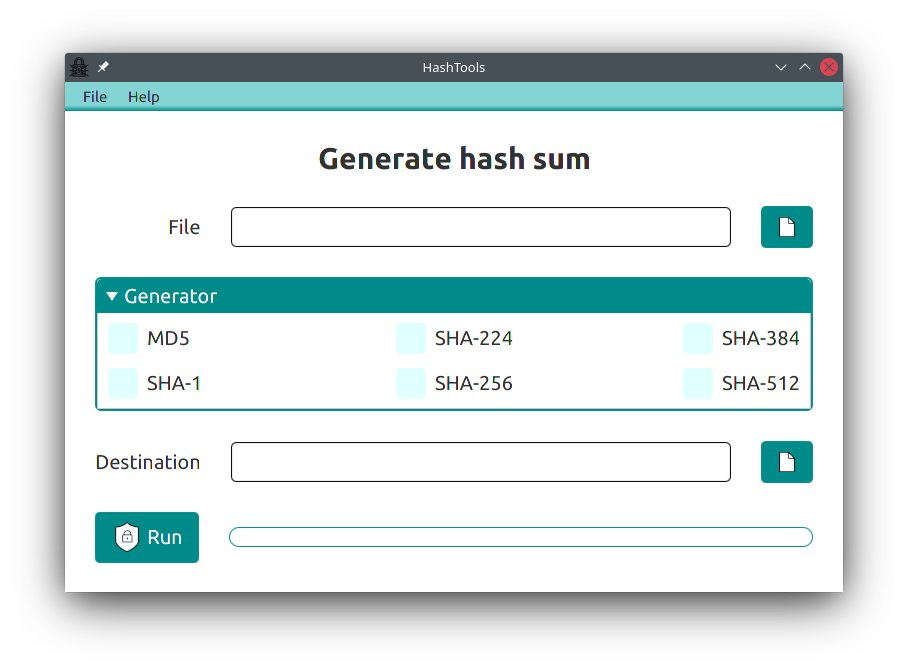 HashTools
File Help
Generate hash sum
File
Generator
MD5 SHA-224 SHA-384
SHA-1 SHA-256 SHA-512
Destination
Run